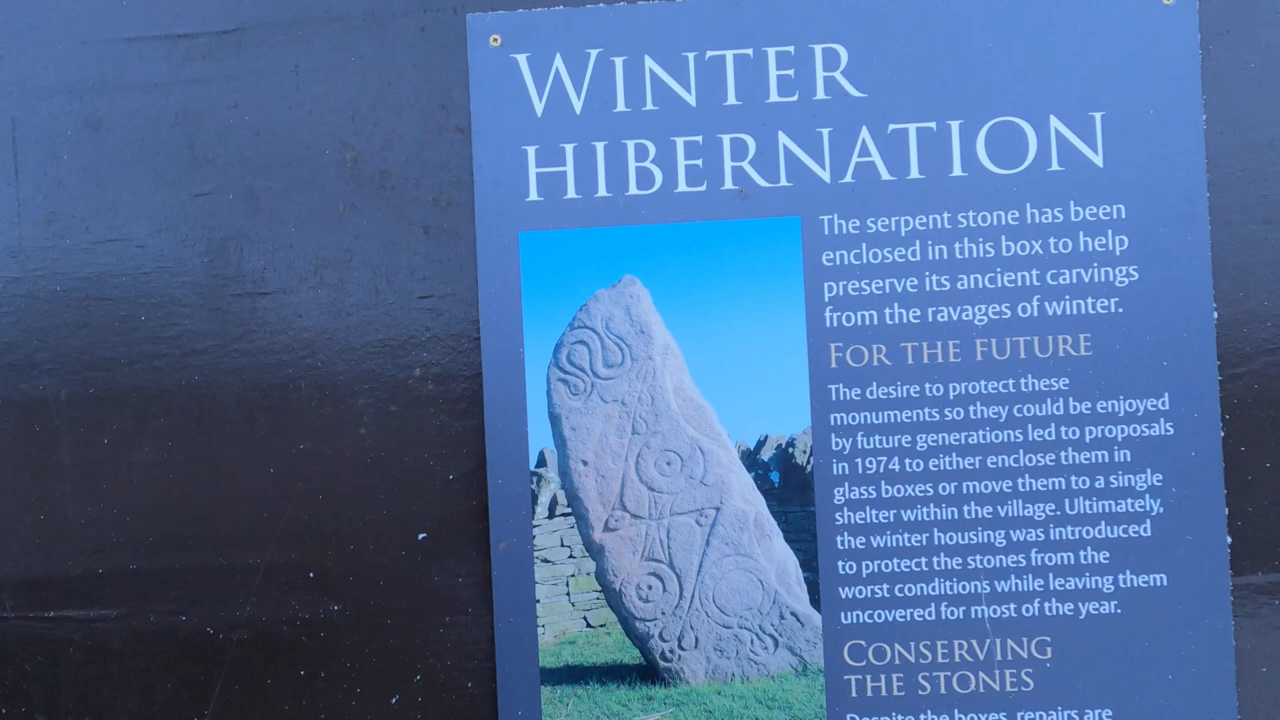 WINTER
HIBERNATION
The serpent stone has been
enclosed in this box to help
preserve its ancient carvings
from the ravages of winter.
FOR THE FUTURE
The desire to protect these
monuments so they could be enjoyed
by future generations led to proposals
in 1974 to either enclose them in
glass boxes or move them to a single
shelter within the village. Ultimately,
the winter housing was introduced
to protect the stones from the
worst conditions while leaving them
uncovered for most of the year.
CONSERVING
THE STONES
Despite the boxes, repairs are